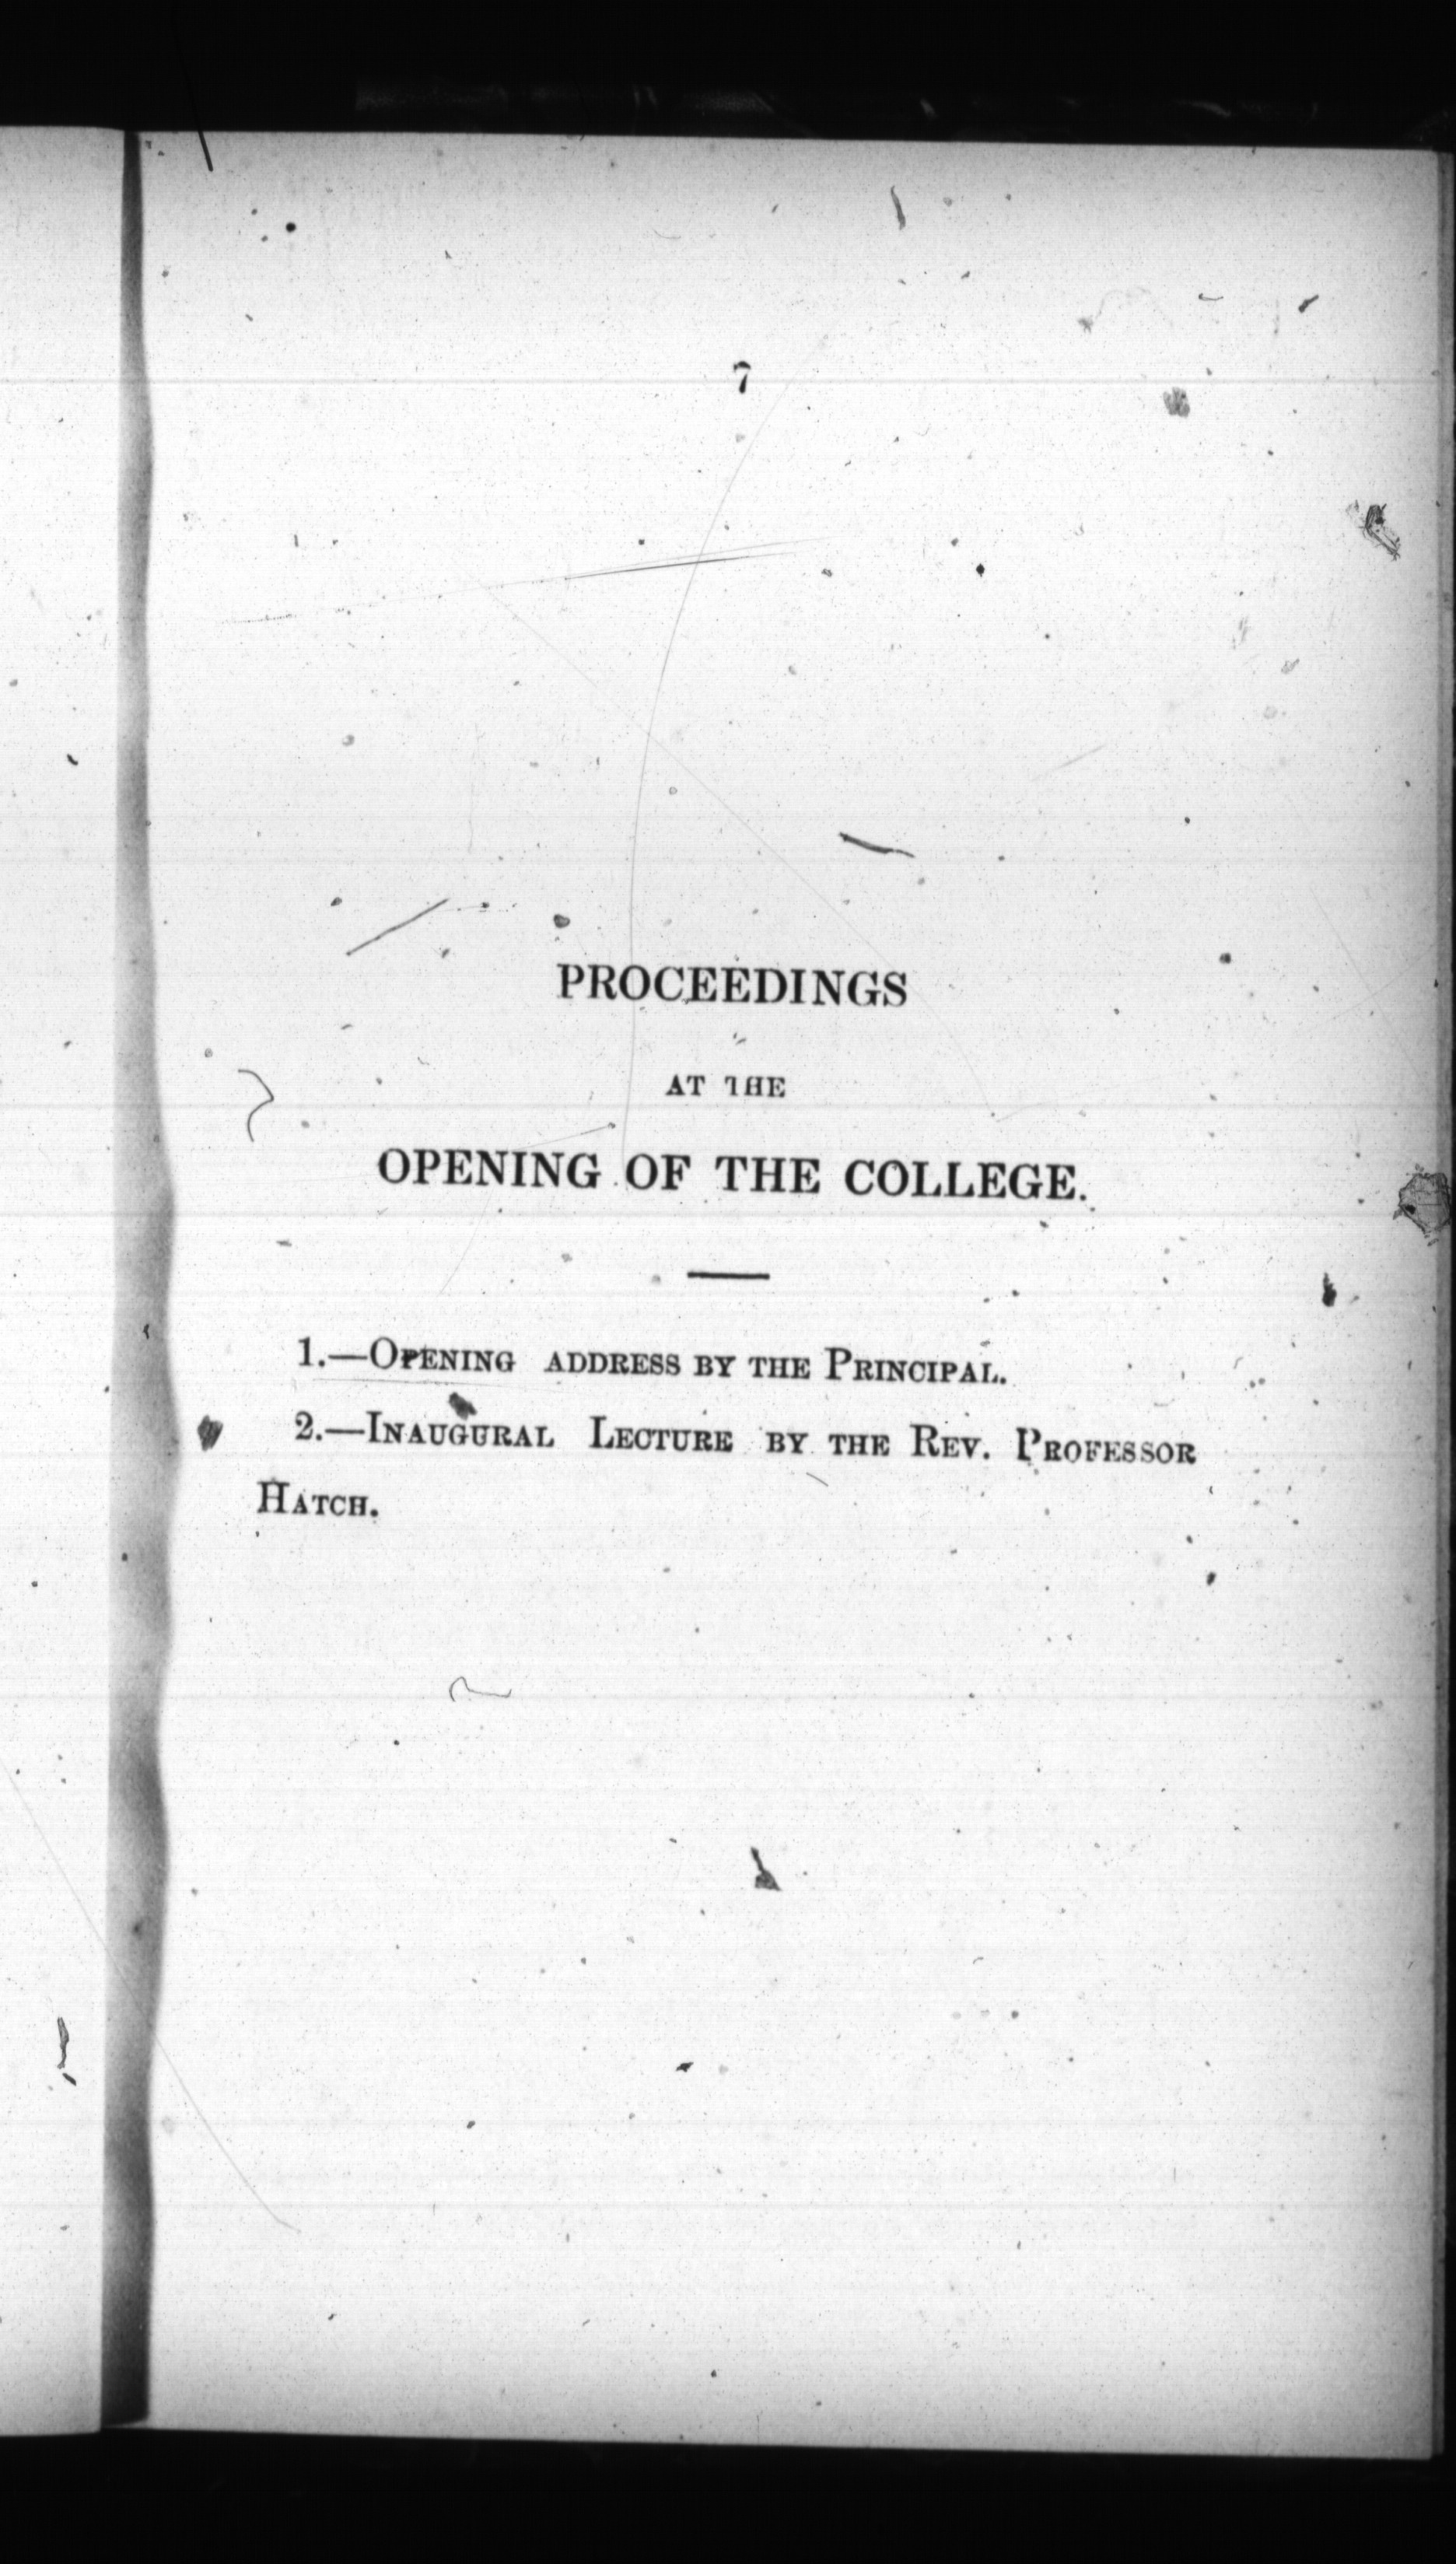 7
PROCEEDINGS
AT THE
OPENING OF THE COLLEGE.
1.—OPENING ADDRESS BY THE PRINCIPAL.
2.—INAUGURAL LECTURE BY THE REV. PROFESSOR
HATCH.